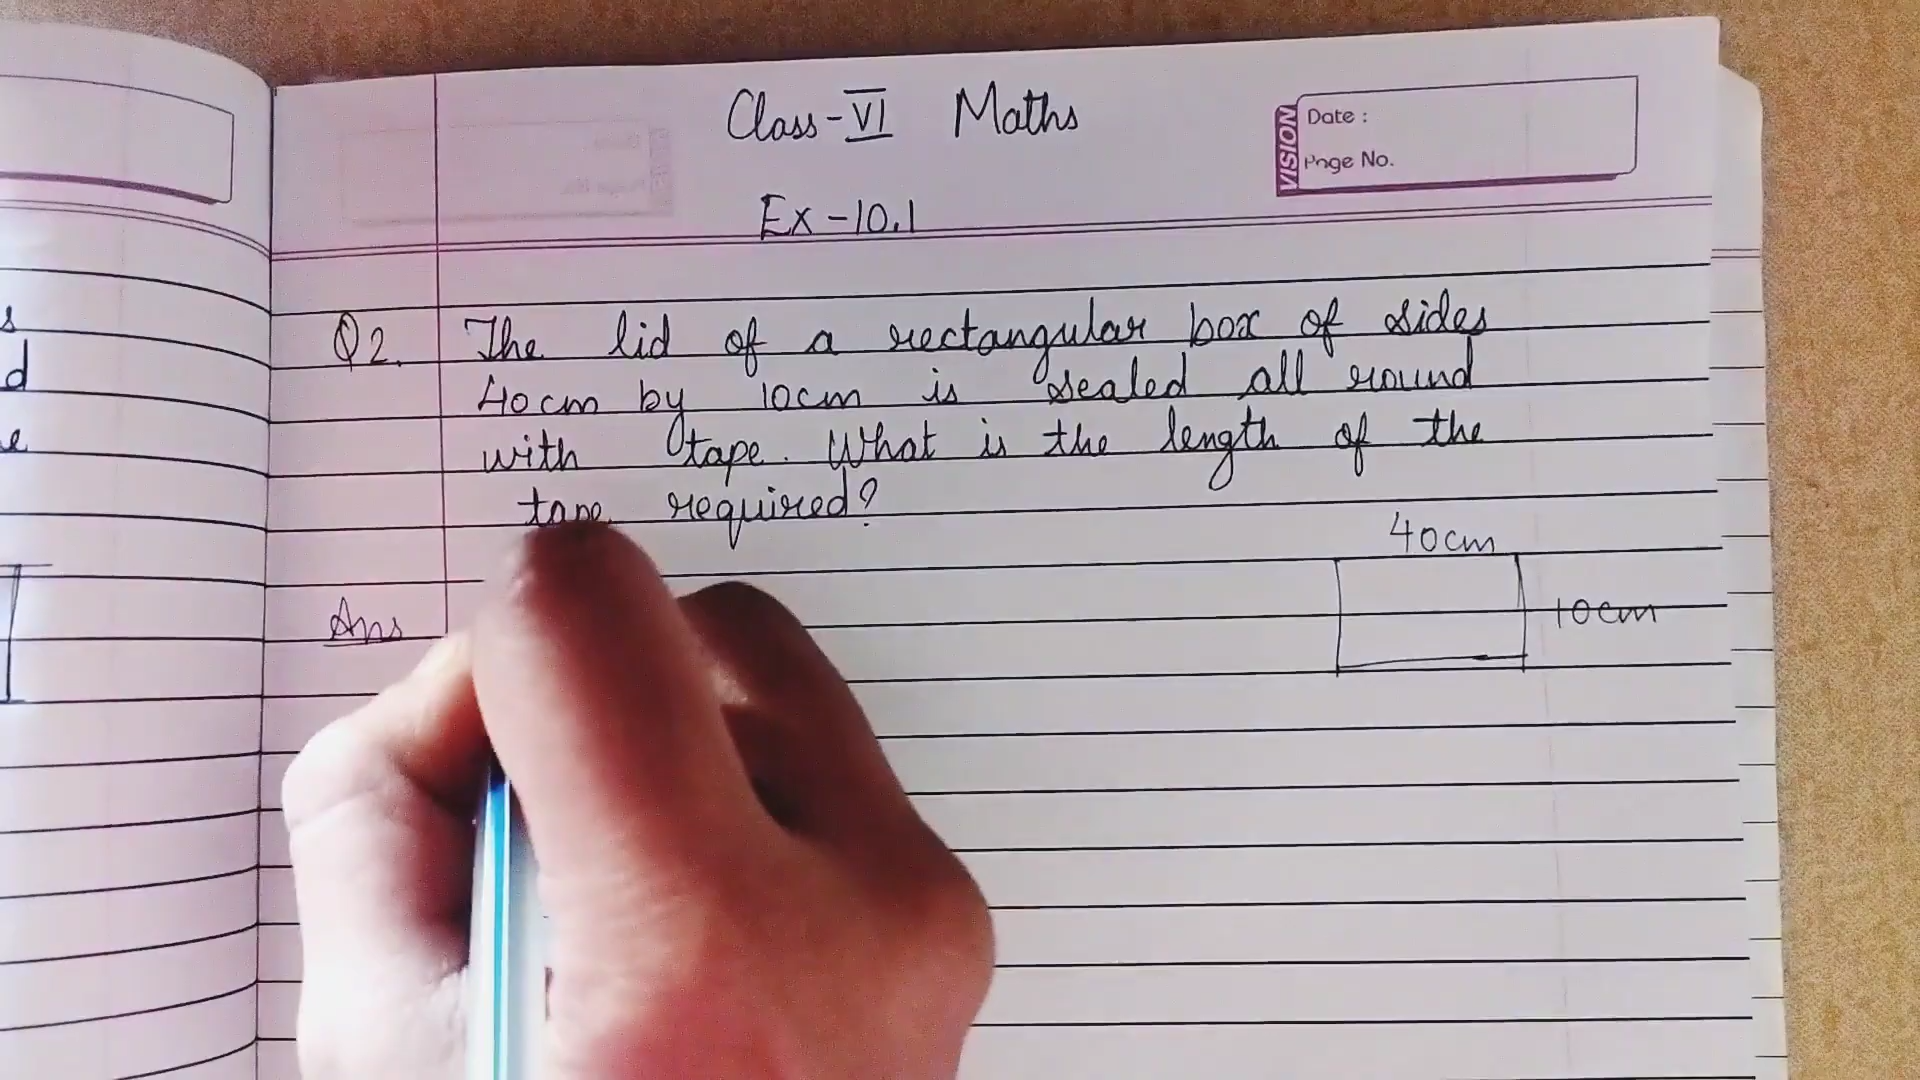 Class-VI Maths
VISION
Date :
Page No.
Ex-10.1
Q2. The lid of a rectangular box of sides
40cm by 10cm is sealed all round
with tape. What is the length of the
tape required?
40cm
10cm
Ans
s
d
e